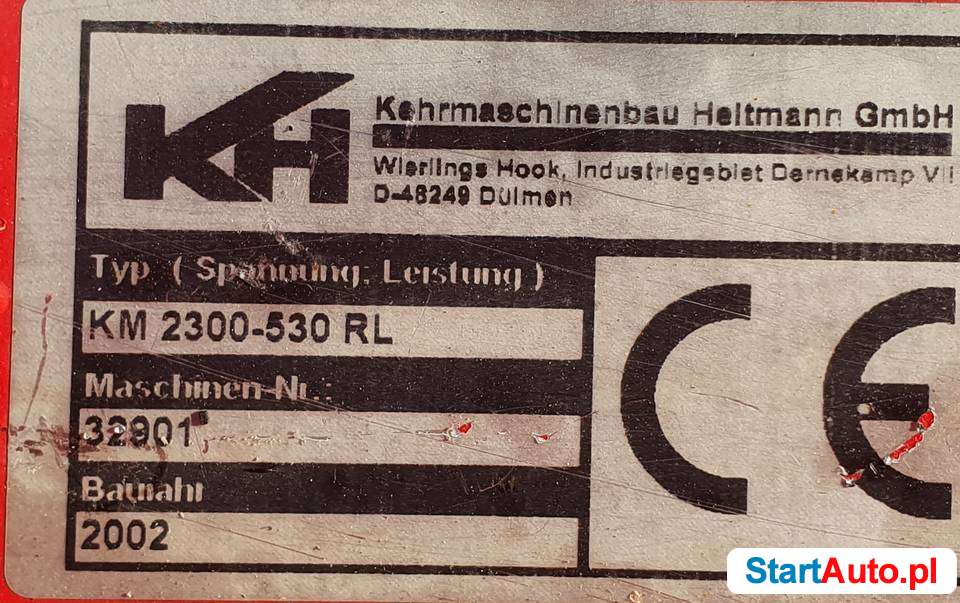 KH
Kehrmaschinenbau Heitmann GmbH
Wierlings Hook, Industriegebiet Dernekamp VII
D-48249 Dülmen
Typ ( Spannung, Leistung )
KM 2300-530 RL
Maschinen-Nr.:
32901
Baujahr
2002
CE
StartAuto.pl